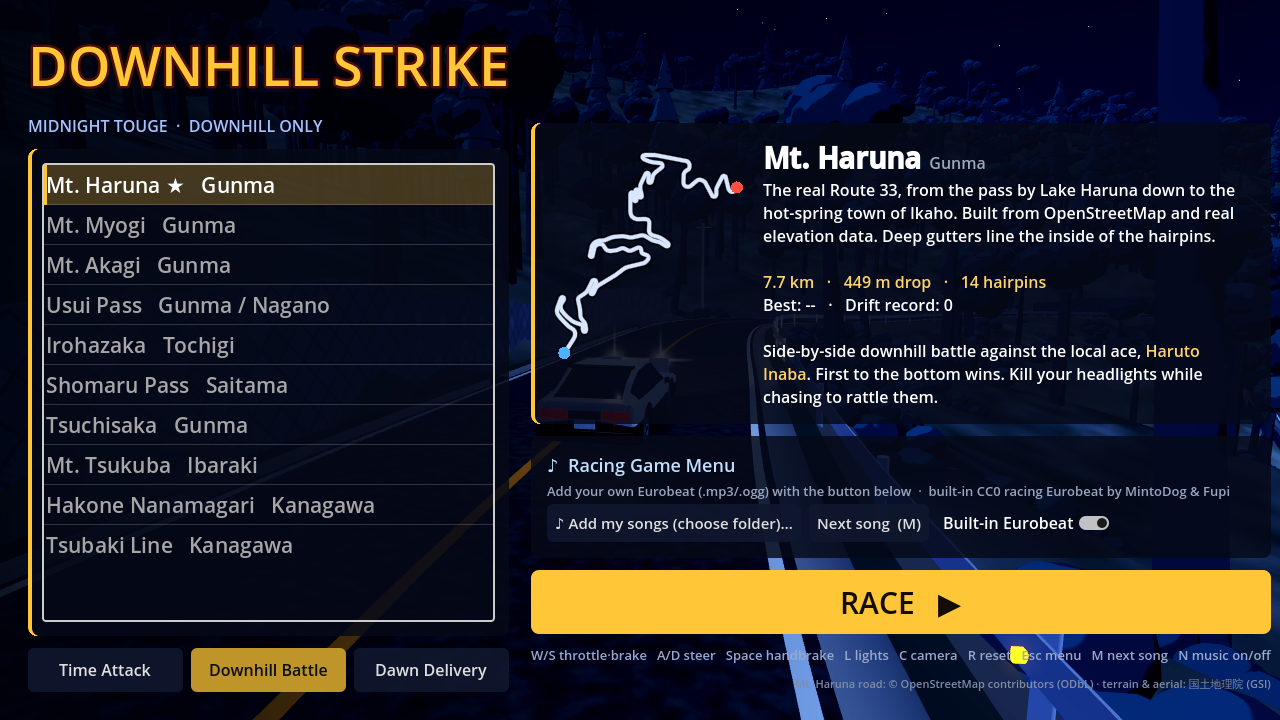 DOWNHILL STRIKE
MIDNIGHT TOUGE · DOWNHILL ONLY
Mt. Haruna ★ Gunma
Mt. Myogi Gunma
Mt. Akagi Gunma
Usui Pass Gunma / Nagano
Irohazaka Tochigi
Shomaru Pass Saitama
Tsuchisaka Gunma
Mt. Tsukuba Ibaraki
Hakone Nanamagari Kanagawa
Tsubaki Line Kanagawa
Time Attack
Downhill Battle
Dawn Delivery
Mt. Haruna Gunma
The real Route 33, from the pass by Lake Haruna down to the
hot-spring town of Ikaho. Built from OpenStreetMap and real
elevation data. Deep gutters line the inside of the hairpins.
7.7 km · 449 m drop · 14 hairpins
Best: -- · Drift record: 0
Side-by-side downhill battle against the local ace, Haruto
Inaba. First to the bottom wins. Kill your headlights while
chasing to rattle them.
♪ Racing Game Menu
Add your own Eurobeat (.mp3/.ogg) with the button below · built-in CC0 racing Eurobeat by MintoDog & Fupi
♪ Add my songs (choose folder)...
Next song (M)
Built-in Eurobeat
RACE ▶
W/S throttle·brake A/D steer Space handbrake L lights C camera R reset Esc menu M next song N music on/off
Mt. Haruna road: © OpenStreetMap contributors (ODbL) · terrain & aerial: 国土地理院 (GSI)